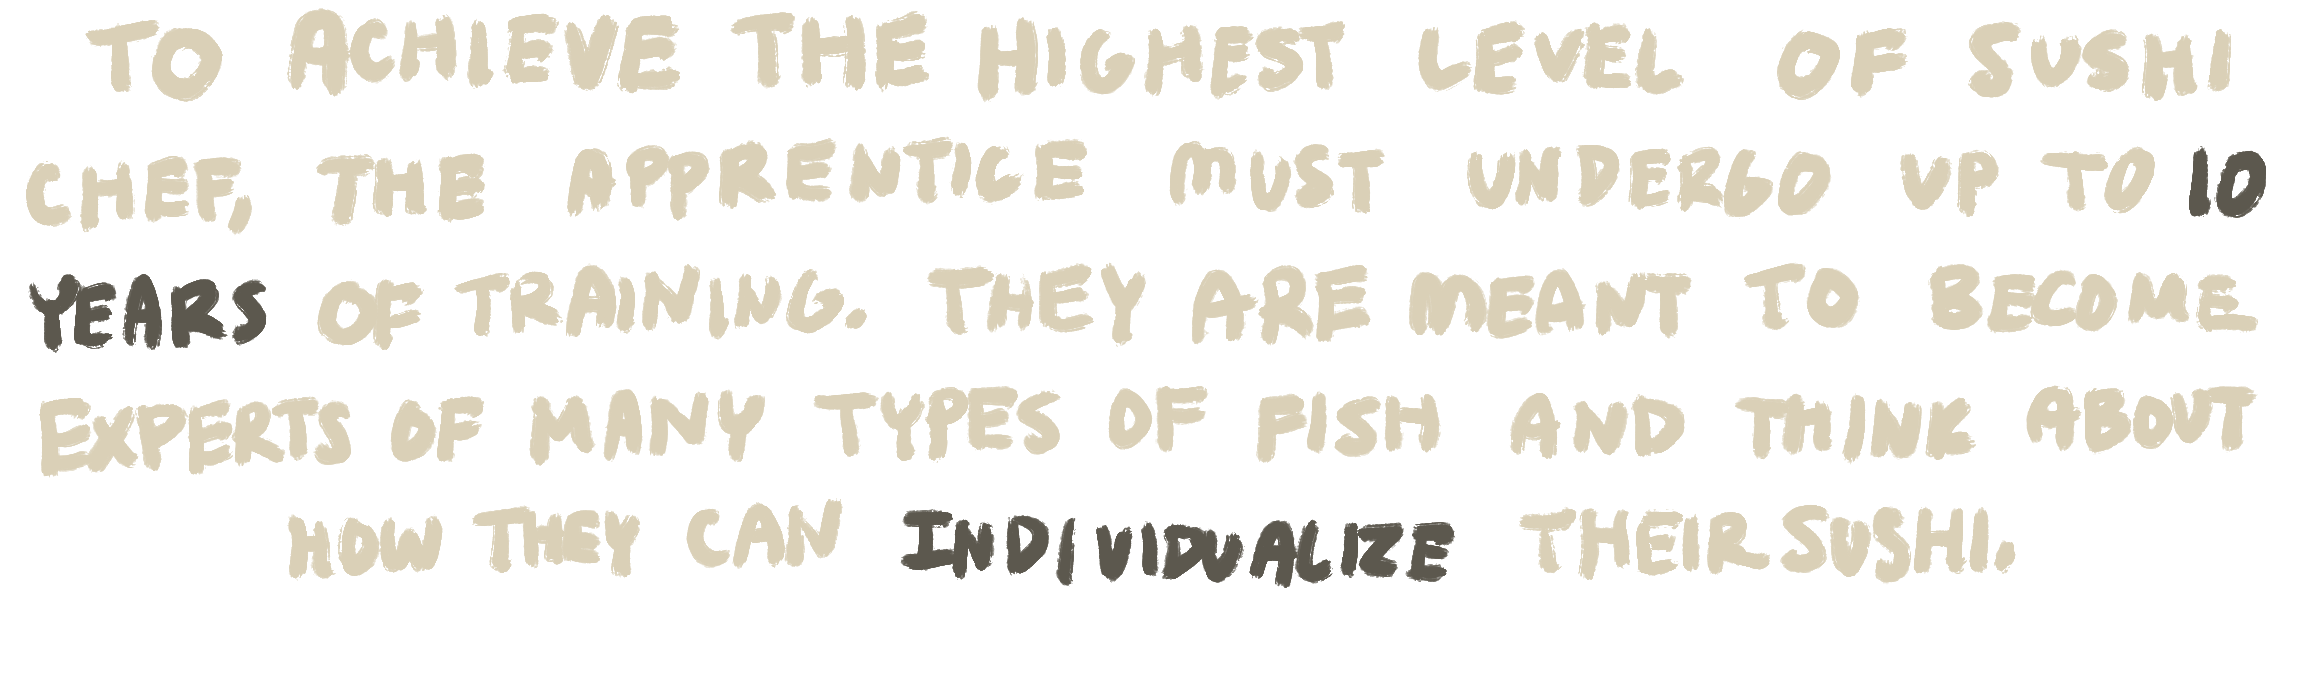 TO ACHIEVE THE HIGHEST LEVEL OF SUSHI
CHEF, THE APPRENTICE MUST UNDERGO UP TO 10
YEARS OF TRAINING. THEY ARE MEANT TO BECOME
EXPERTS OF MANY TYPES OF FISH AND THINK ABOUT
HOW THEY CAN INDIVIDUALIZE THEIR SUSHI.